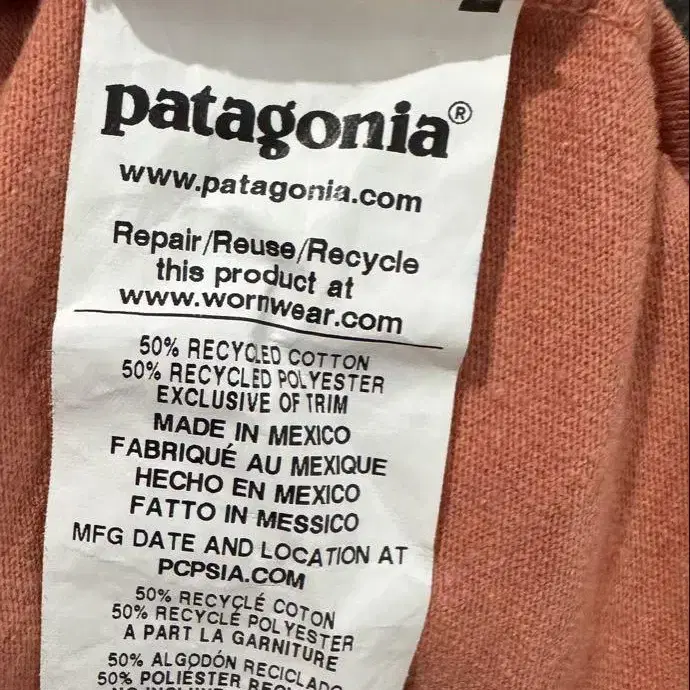 patagonia®
www.patagonia.com
Repair/Reuse/Recycle
this product at
www.wornwear.com
50% RECYCLED COTTON
50% RECYCLED POLYESTER
EXCLUSIVE OF TRIM
MADE IN MEXICO
FABRIQUÉ AU MEXIQUE
HECHO EN MEXICO
FATTO IN MESSICO
MFG DATE AND LOCATION AT
PCPSIA.COM
50% RECYCLÉ COTON
50% RECYCLÉ POLYESTER
A PART LA GARNITURE
50% ALGODÓN RECICLADO
50% POLIÉSTER